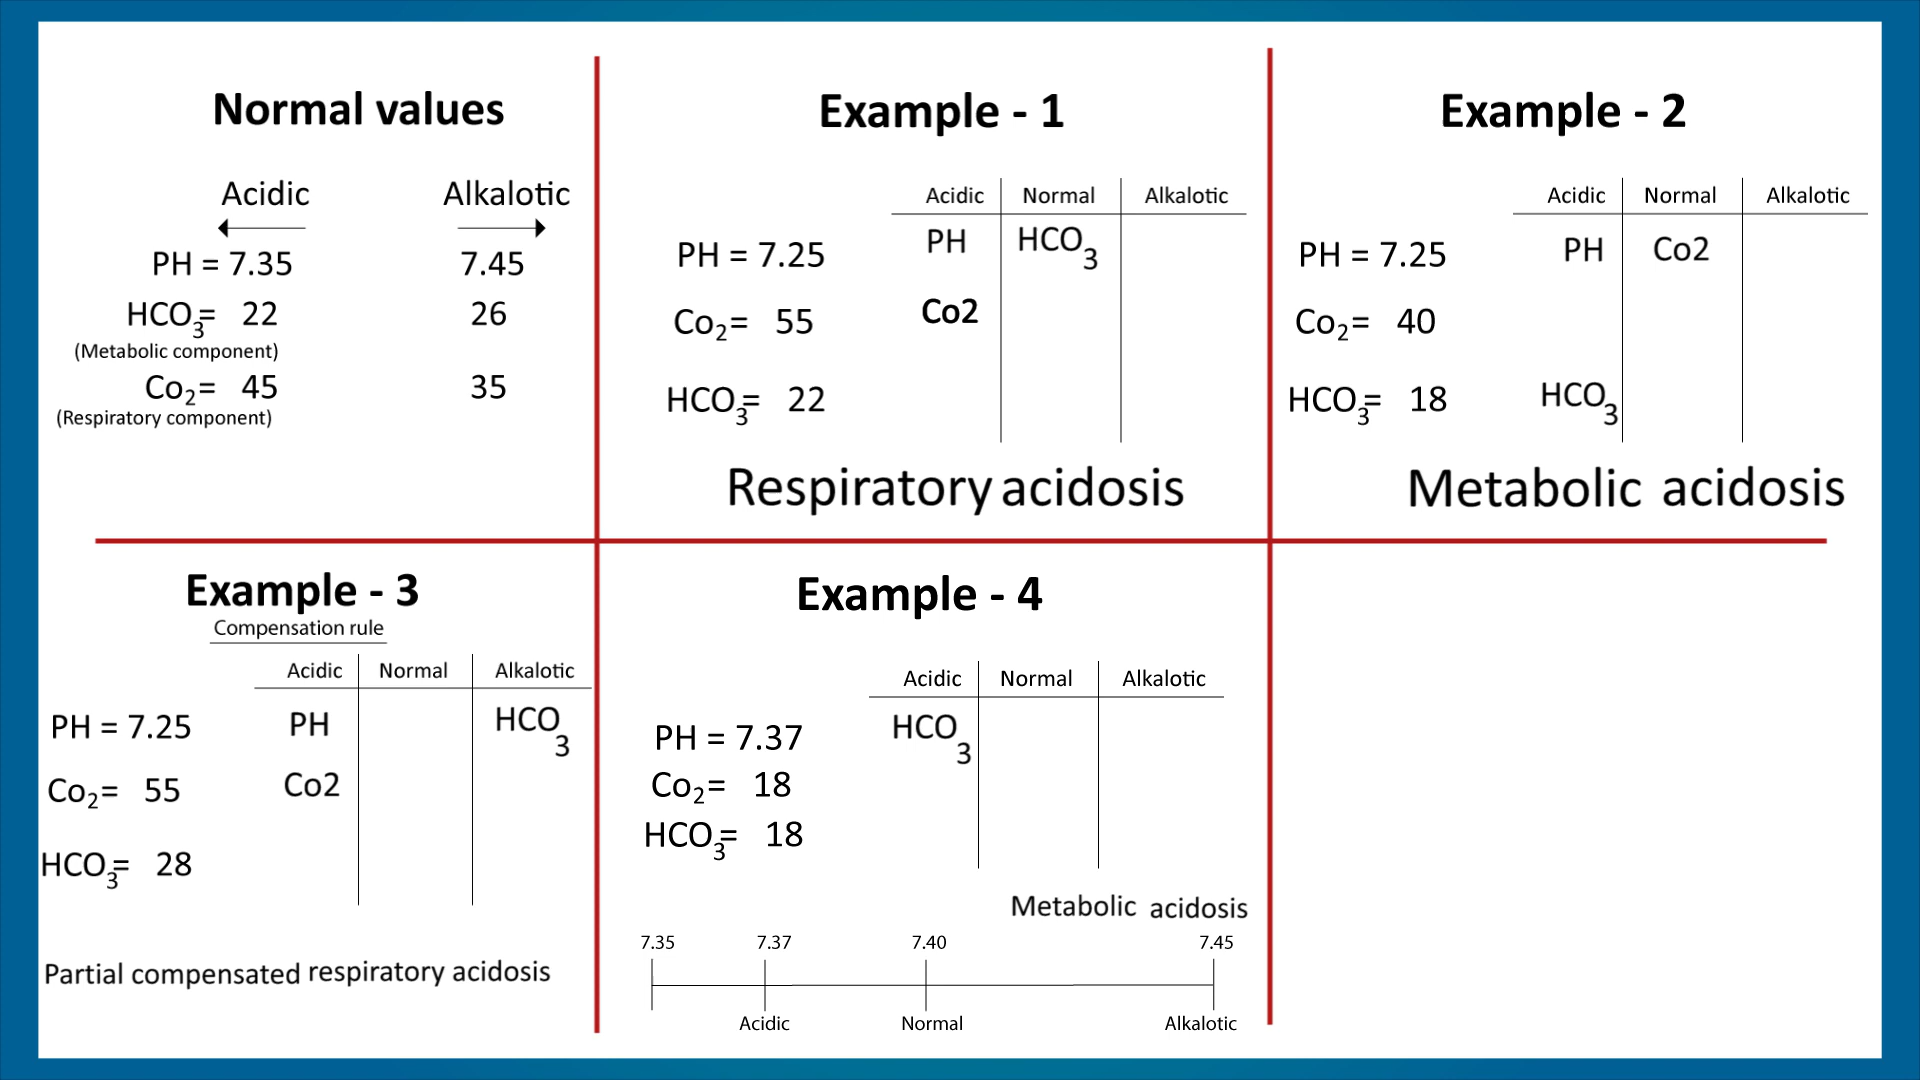 Normal values
Acidic Alkalotic
PH = 7.35 7.45
HCO3= 22 26
(Metabolic component)
Co2= 45 35
(Respiratory component)
Example - 1
Acidic Normal Alkalotic
PH = 7.25 PH HCO3
Co2= 55 Co2
HCO3= 22
Respiratory acidosis
Example - 2
Acidic Normal Alkalotic
PH = 7.25 PH Co2
Co2= 40
HCO3= 18 HCO3
Metabolic acidosis
Example - 3
Compensation rule
Acidic Normal Alkalotic
PH = 7.25 PH HCO3
Co2= 55 Co2
HCO3= 28
Partial compensated respiratory acidosis
Example - 4
Acidic Normal Alkalotic
PH = 7.37 HCO3
Co2= 18
HCO3= 18
Metabolic acidosis
7.35 7.37 7.40 7.45
Acidic Normal Alkalotic